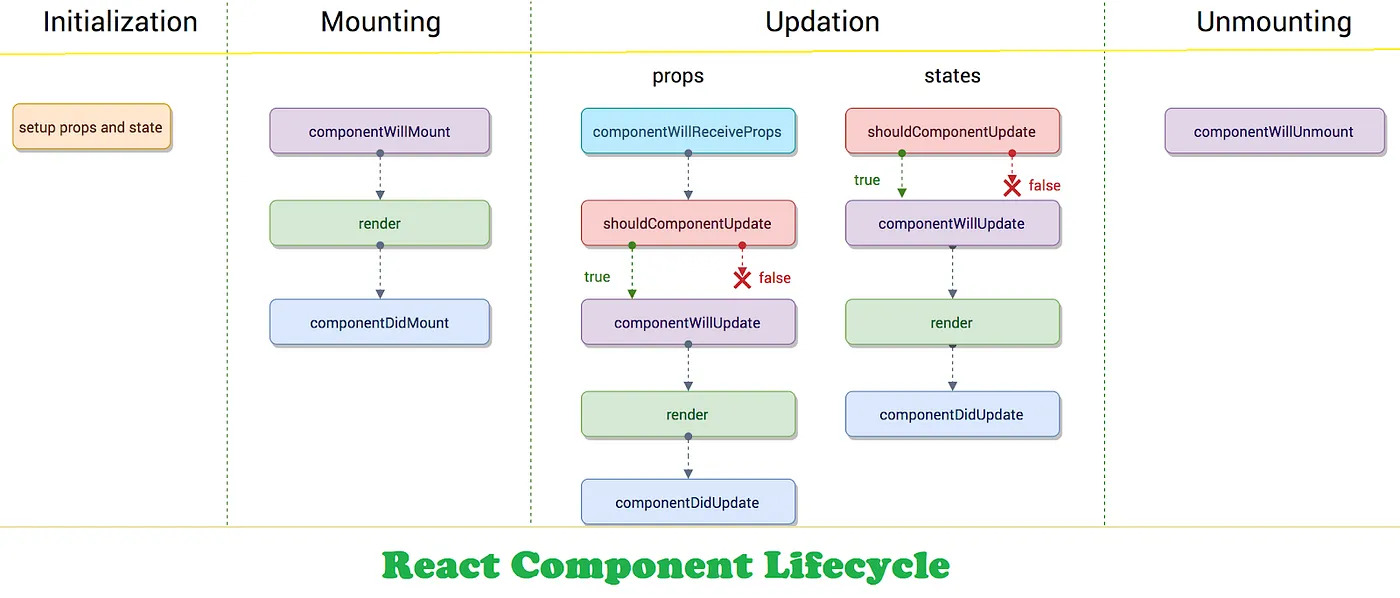 Initialization
Mounting
Updation
Unmounting
props
states
setup props and state
componentWillMount
render
componentDidMount
componentWillReceiveProps
shouldComponentUpdate
true
false
componentWillUpdate
render
componentDidUpdate
shouldComponentUpdate
true
false
componentWillUpdate
render
componentDidUpdate
componentWillUnmount
React Component Lifecycle